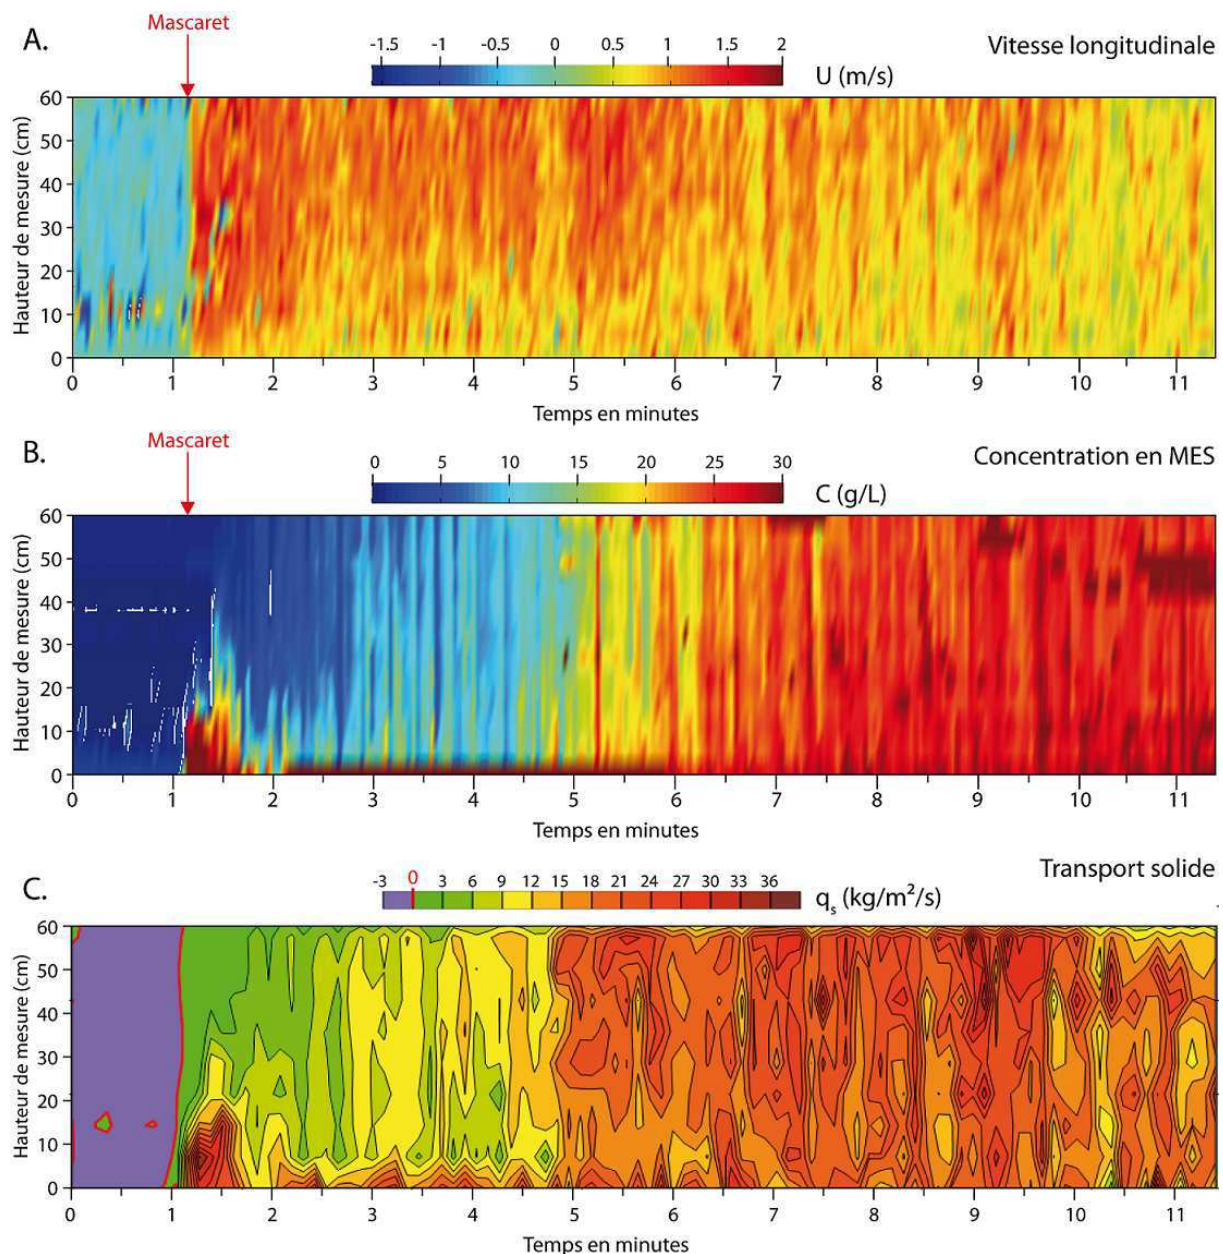 A.
Mascaret
Vitesse longitudinale
-1.5 -1 -0.5 0 0.5 1 1.5 2
U (m/s)
Hauteur de mesure (cm)
60
50
40
30
20
10
0
0 1 2 3 4 5 6 7 8 9 10 11
Temps en minutes
B.
Mascaret
Concentration en MES
0 5 10 15 20 25 30
C (g/L)
Hauteur de mesure (cm)
60
50
40
30
20
10
0
0 1 2 3 4 5 6 7 8 9 10 11
Temps en minutes
C.
Transport solide
-3 0 3 6 9 12 15 18 21 24 27 30 33 36
qs (kg/m²/s)
Hauteur de mesure (cm)
60
50
40
30
20
10
0
0 1 2 3 4 5 6 7 8 9 10 11
Temps en minutes